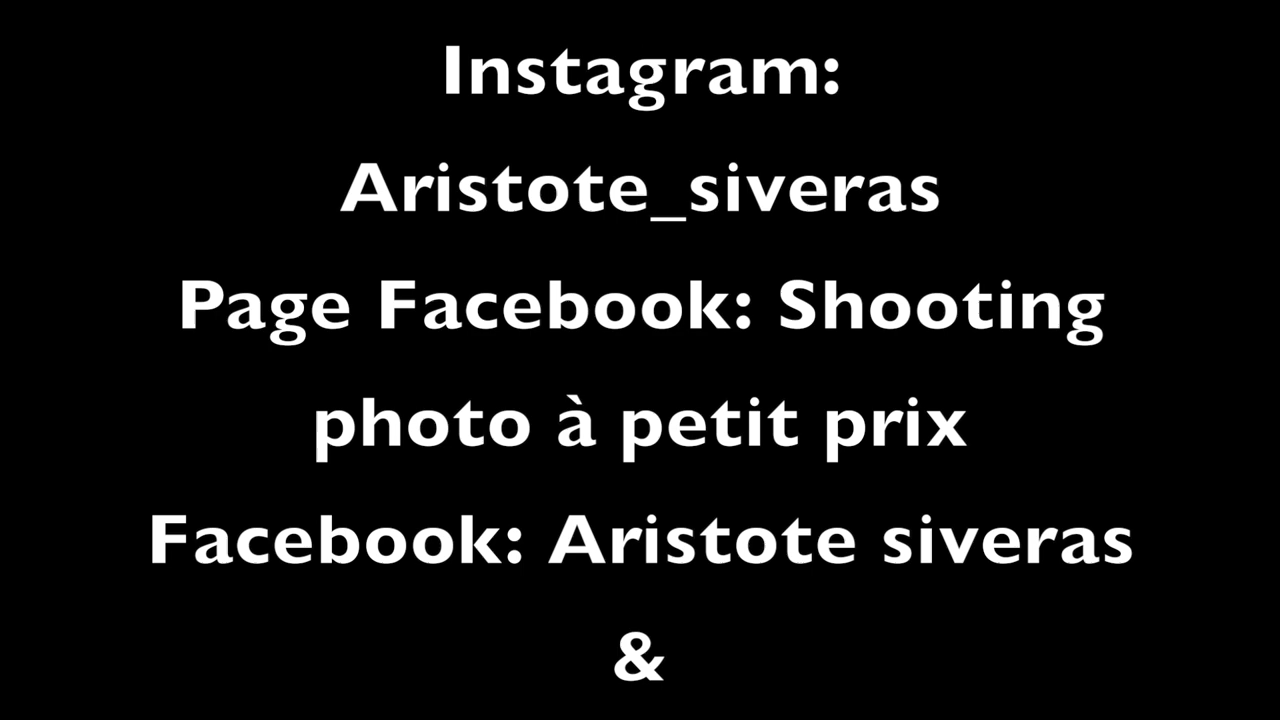 Instagram:
Aristote_siveras
Page Facebook: Shooting
photo à petit prix
Facebook: Aristote siveras
&